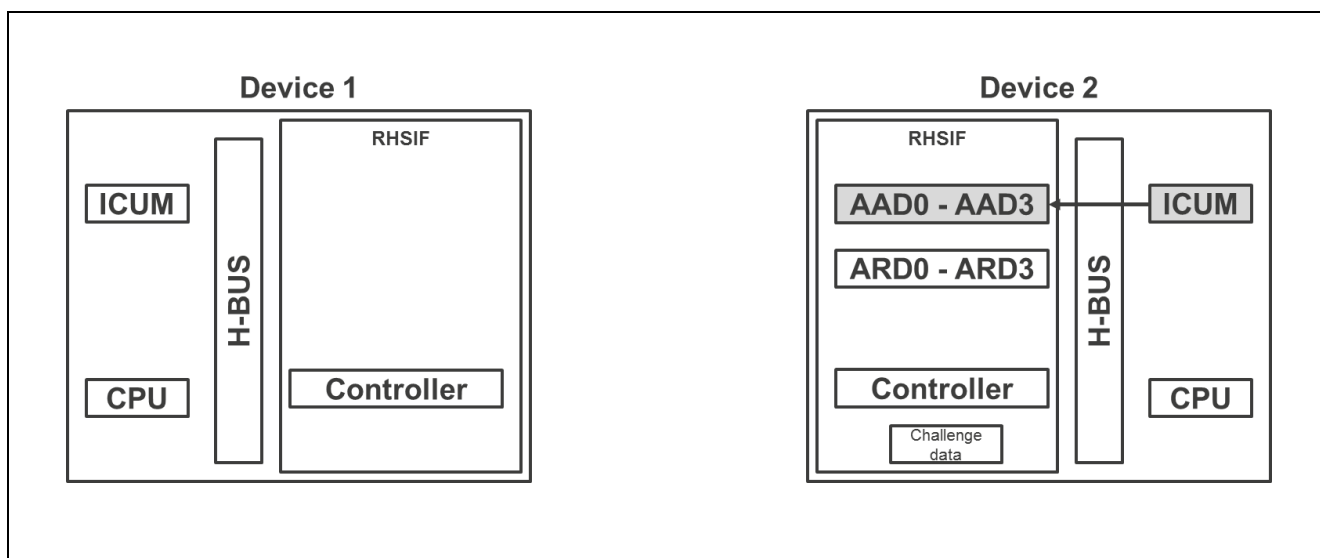 Device 1
RHSIF
ICUM
H-BUS
CPU
Controller
Device 2
RHSIF
AAD0 - AAD3
ARD0 - ARD3
Controller
Challenge
data
H-BUS
ICUM
CPU